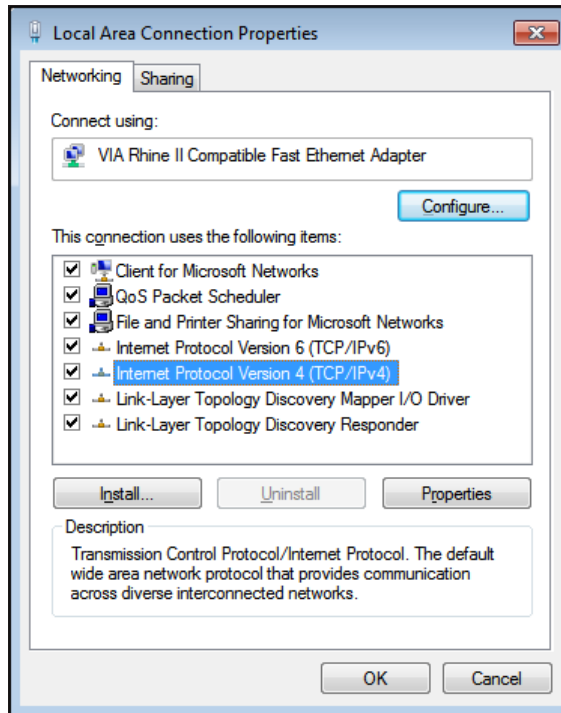 Local Area Connection Properties
Networking
Sharing
Connect using:
VIA Rhine II Compatible Fast Ethernet Adapter
Configure...
This connection uses the following items:
Client for Microsoft Networks
QoS Packet Scheduler
File and Printer Sharing for Microsoft Networks
Internet Protocol Version 6 (TCP/IPv6)
Internet Protocol Version 4 (TCP/IPv4)
Link-Layer Topology Discovery Mapper I/O Driver
Link-Layer Topology Discovery Responder
Install...
Uninstall
Properties
Description
Transmission Control Protocol/Internet Protocol. The default
wide area network protocol that provides communication
across diverse interconnected networks.
OK
Cancel